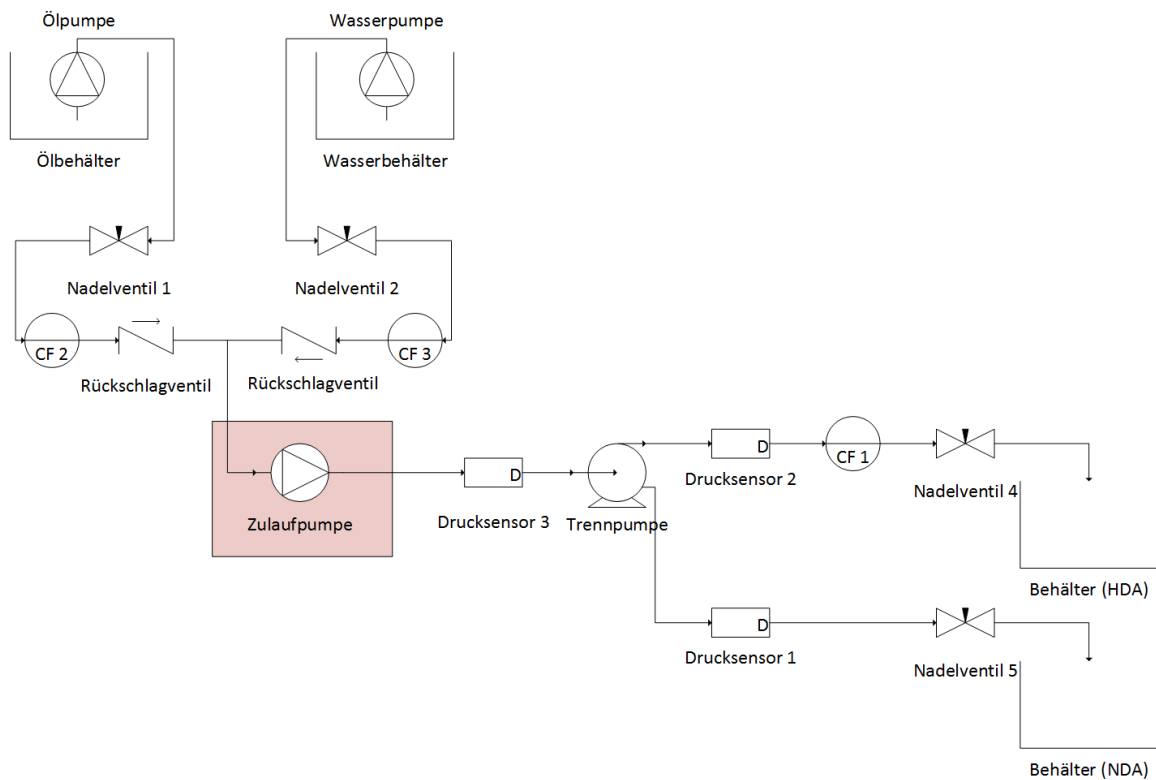 Ölpumpe
Wasserpumpe
Ölbehälter
Wasserbehälter
Nadelventil 1
Nadelventil 2
CF 2
CF 3
Rückschlagventil
Rückschlagventil
Zulaufpumpe
D
Drucksensor 3
Trennpumpe
D
Drucksensor 2
CF 1
Nadelventil 4
Behälter (HDA)
D
Drucksensor 1
Nadelventil 5
Behälter (NDA)